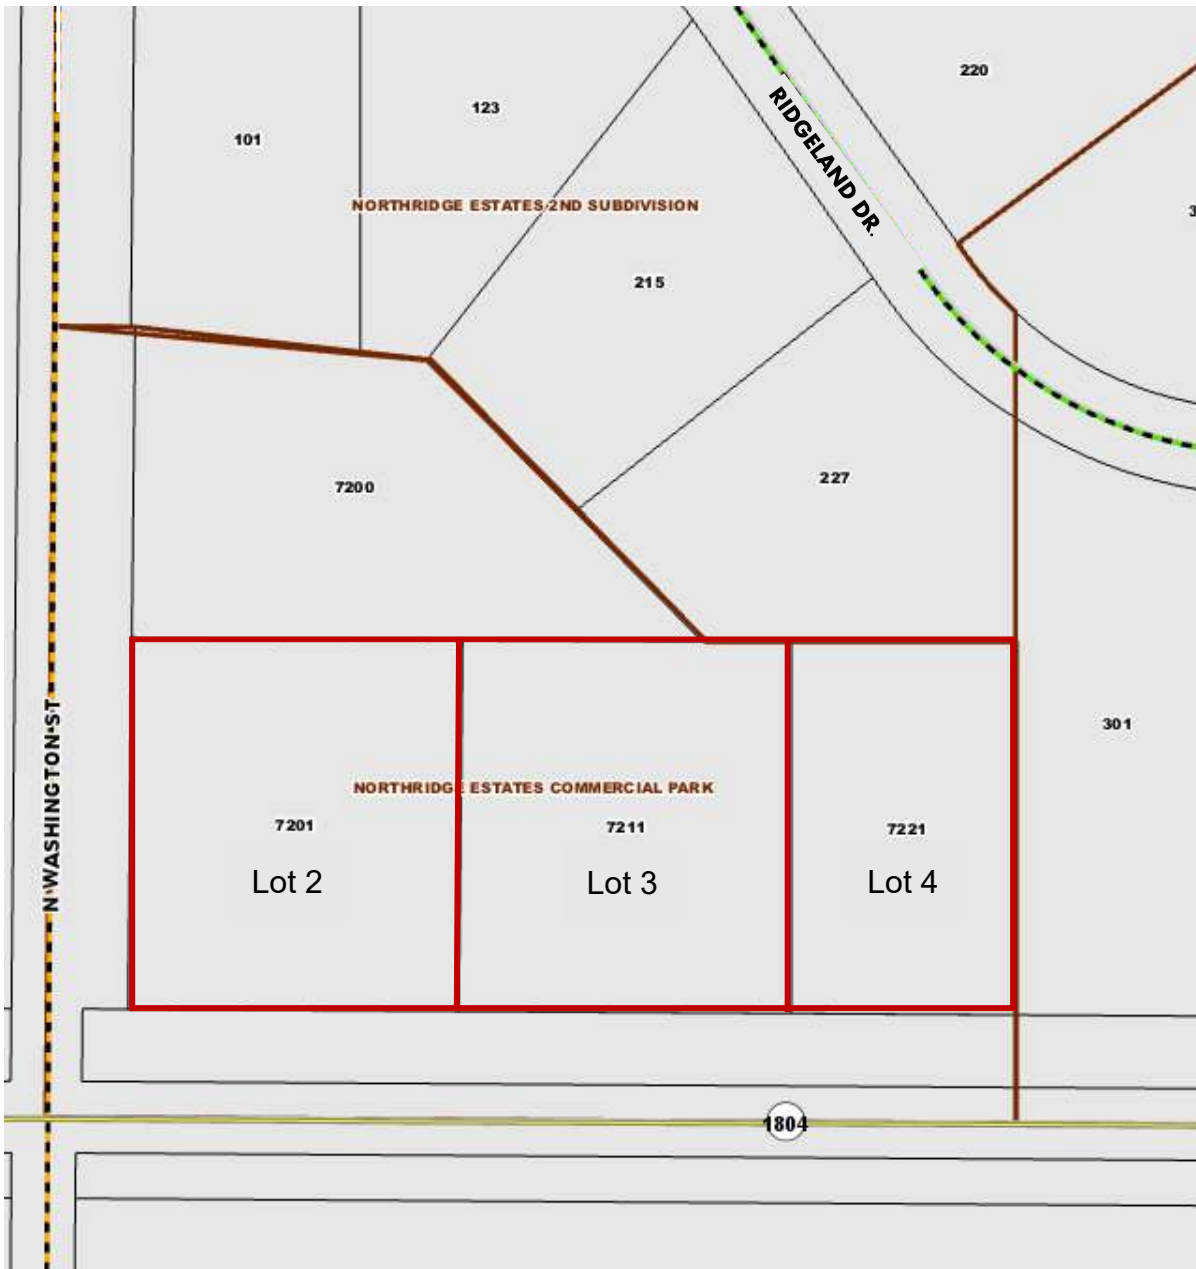 220
123
101
RIDGELAND DR.
NORTHRIDGE ESTATES 2ND SUBDIVISION
3
215
227
7200
301
N WASHINGTON ST
NORTHRIDGE ESTATES COMMERCIAL PARK
7201
7211
7221
Lot 2
Lot 3
Lot 4
1804